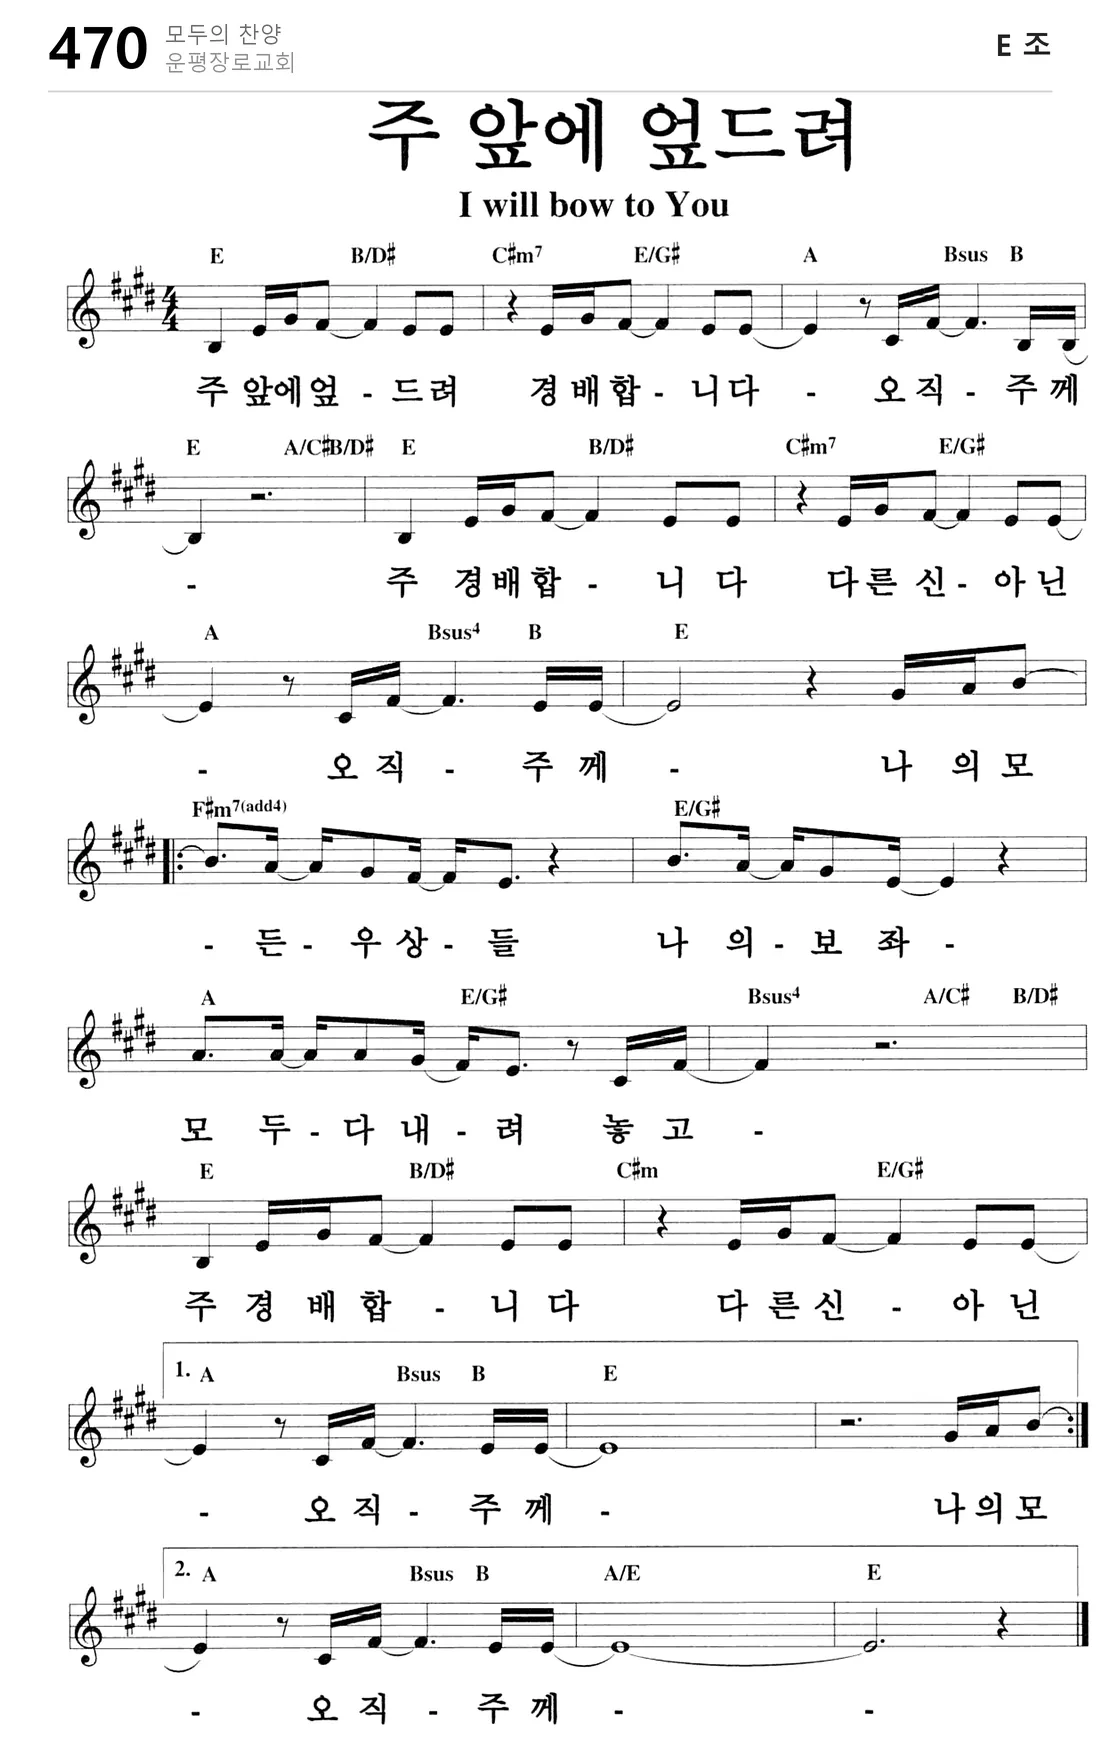 470 모두의 찬양
운평장로교회
E 조
주 앞에 엎드려
I will bow to You
E B/D♯ C♯m7 E/G♯ A Bsus B
주 앞에엎 - 드려 경배합 - 니다 - 오직 - 주께
E A/C♯ B/D♯ E B/D♯ C♯m7 E/G♯
- 주 경배합 - 니 다 다른 신 - 아닌
A Bsus4 B E
- 오직 - 주께 - 나 의모
F♯m7(add4) E/G♯
- 든 - 우상 - 들 나 의 - 보 좌 -
A E/G♯ Bsus4 A/C♯ B/D♯
모 두 - 다 내 - 려 놓고 -
E B/D♯ C♯m E/G♯
주 경 배 합 - 니 다 다 른 신 - 아 닌
1. A Bsus B E
- 오직 - 주께 - 나의모
2. A Bsus B A/E E
- 오직 - 주께 - -